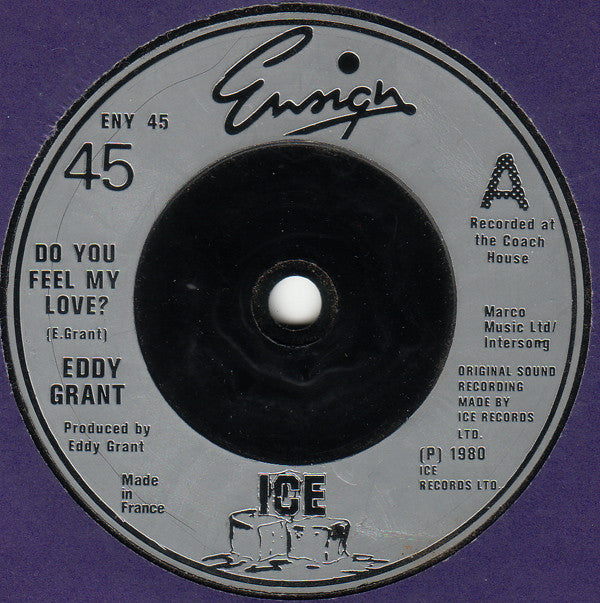 Ensign
ENY 45
45
A
Recorded at
the Coach
House
DO YOU
FEEL MY
LOVE?
(E.Grant)
EDDY
GRANT
Produced by
Eddy Grant
Made
in
France
Marco
Music Ltd/
Intersong
ORIGINAL SOUND
RECORDING
MADE BY
ICE RECORDS
LTD.
(P) 1980
ICE
RECORDS LTD.
ICE